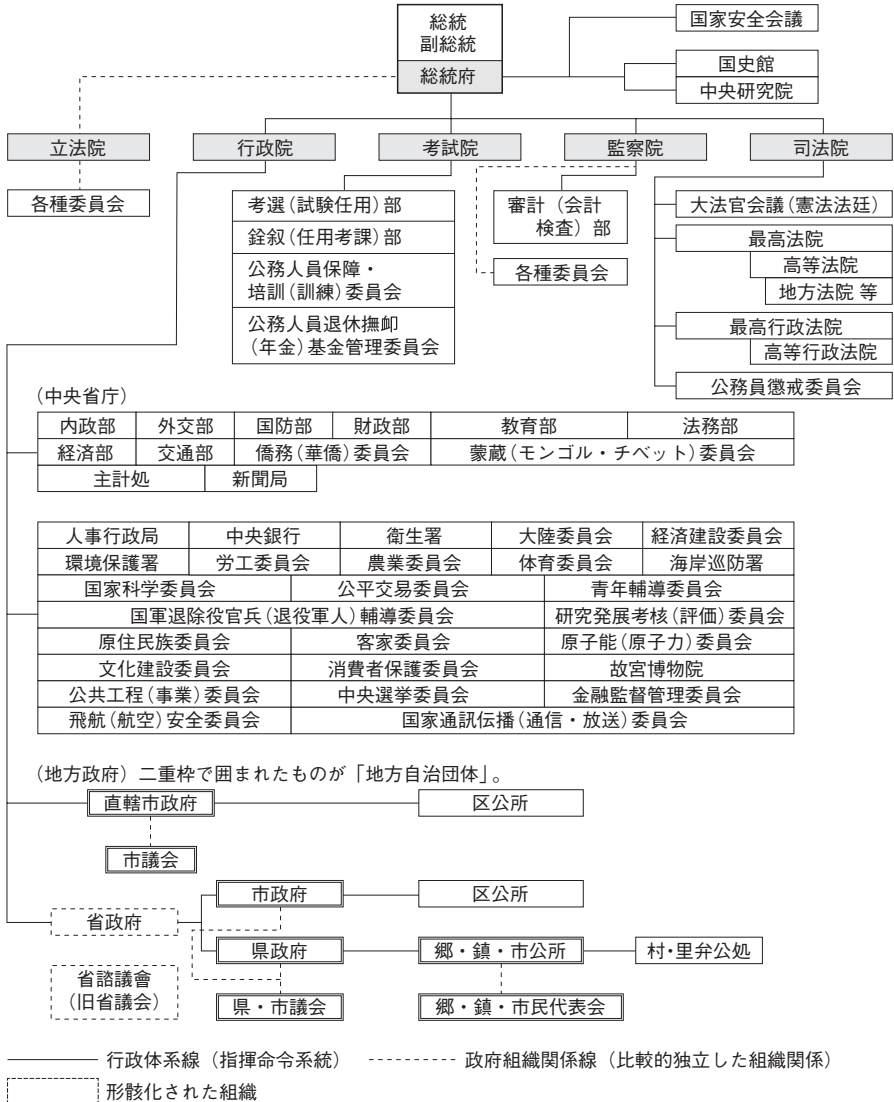 総統
副総統
総統府
国家安全会議
国史館
中央研究院
立法院
行政院
考試院
監察院
司法院
各種委員会
考選(試験任用)部
銓叙(任用考課)部
公務人員保障・
培訓(訓練)委員会
公務人員退休撫卹
(年金)基金管理委員会
審計(会計
検査)部
各種委員会
大法官会議(憲法法廷)
最高法院
高等法院
地方法院 等
最高行政法院
高等行政法院
公務員懲戒委員会
(中央省庁)
内政部 外交部 国防部 財政部 教育部 法務部
経済部 交通部 僑務(華僑)委員会 蒙蔵(モンゴル・チベット)委員会
主計処 新聞局
人事行政局 中央銀行 衛生署 大陸委員会 経済建設委員会
環境保護署 労工委員会 農業委員会 体育委員会 海岸巡防署
国家科学委員会 公平交易委員会 青年輔導委員会
国軍退除役官兵(退役軍人)輔導委員会 研究発展考核(評価)委員会
原住民族委員会 客家委員会 原子能(原子力)委員会
文化建設委員会 消費者保護委員会 故宮博物院
公共工程(事業)委員会 中央選挙委員会 金融監督管理委員会
飛航(航空)安全委員会 国家通訊伝播(通信・放送)委員会
(地方政府)二重枠で囲まれたものが「地方自治団体」。
直轄市政府 区公所
市議会
市政府 区公所
省政府
県政府 郷・鎮・市公所 村・里弁公処
省諮議會
(旧省議会)
県・市議会 郷・鎮・市民代表会
行政体系線(指揮命令系統) 政府組織関係線(比較的独立した組織関係)
形骸化された組織